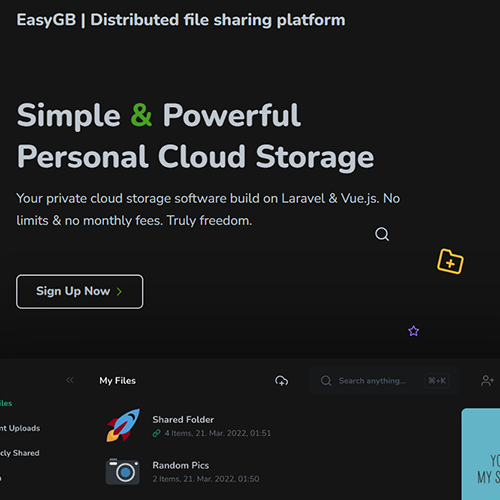 EasyGB | Distributed file sharing platform
Simple & Powerful
Personal Cloud Storage
Your private cloud storage software build on Laravel & Vue.js. No
limits & no monthly fees. Truly freedom.
Sign Up Now
My Files
Search anything...
⌘+K
Shared Folder
4 Items, 21. Mar. 2022, 01:51
Random Pics
2 Items, 21. Mar. 2022, 01:50
iles
nt Uploads
cly Shared
YO
MY S